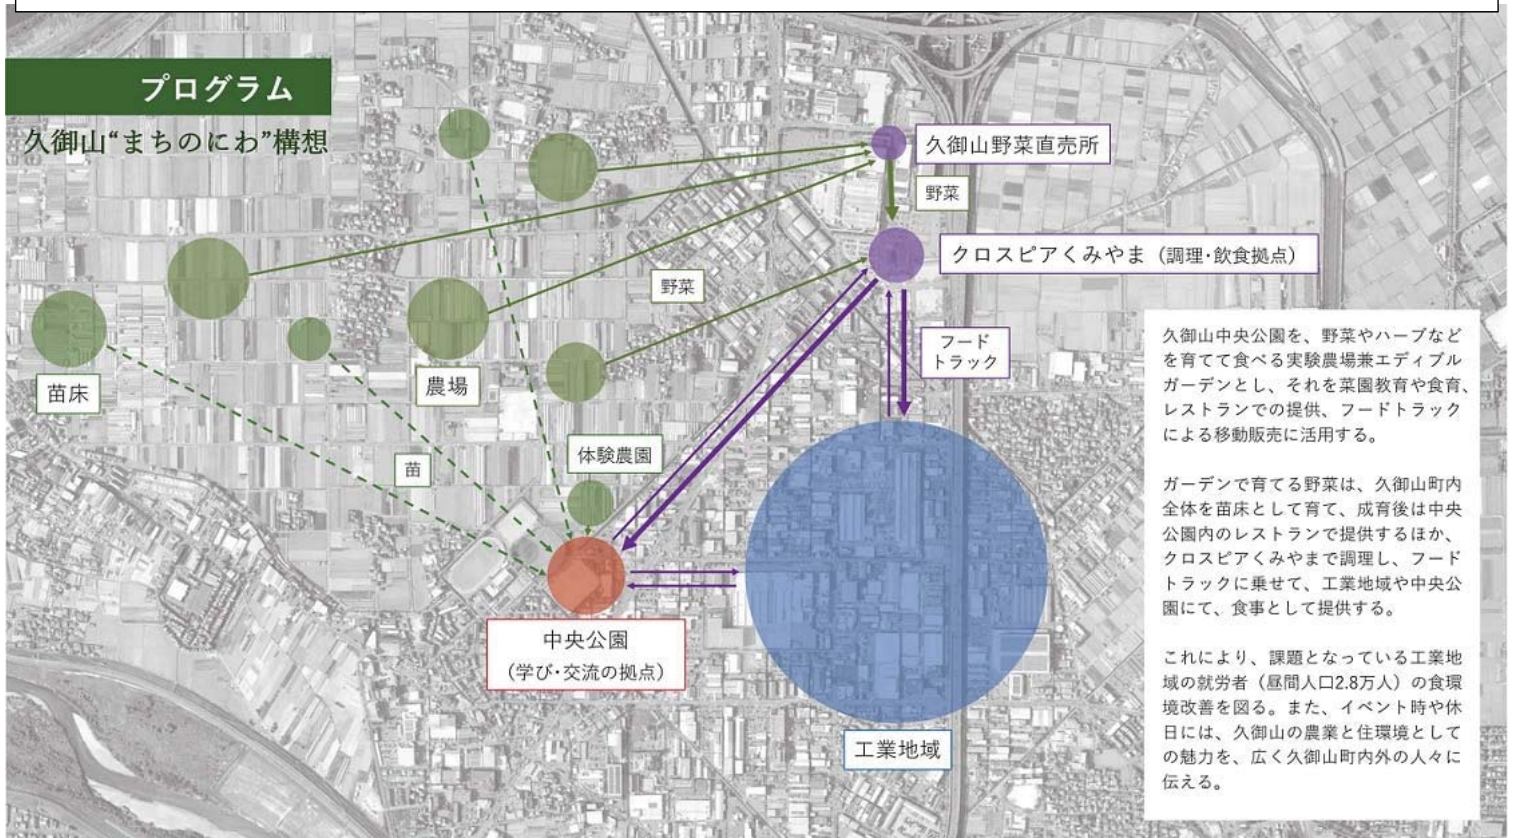 プログラム
久御山“まちのにわ”構想
久御山野菜直売所
野菜
クロスピアくみやま（調理・飲食拠点）
野菜
フード
トラック
苗床
農場
体験農園
苗
中央公園
（学び・交流の拠点）
工業地域
久御山中央公園を、野菜やハーブなど
を育てて食べる実験農場兼エディブル
ガーデンとし、それを菜園教育や食育、
レストランでの提供、フードトラック
による移動販売に活用する。
ガーデンで育てる野菜は、久御山町内
全体を苗床として育て、成育後は中央
公園内のレストランで提供するほか、
クロスピアくみやまで調理し、フード
トラックに乗せて、工業地域や中央公
園にて、食事として提供する。
これにより、課題となっている工業地
域の就労者（昼間人口2.8万人）の食環
境改善を図る。また、イベント時や休
日には、久御山の農業と住環境として
の魅力を、広く久御山町内外の人々に
伝える。